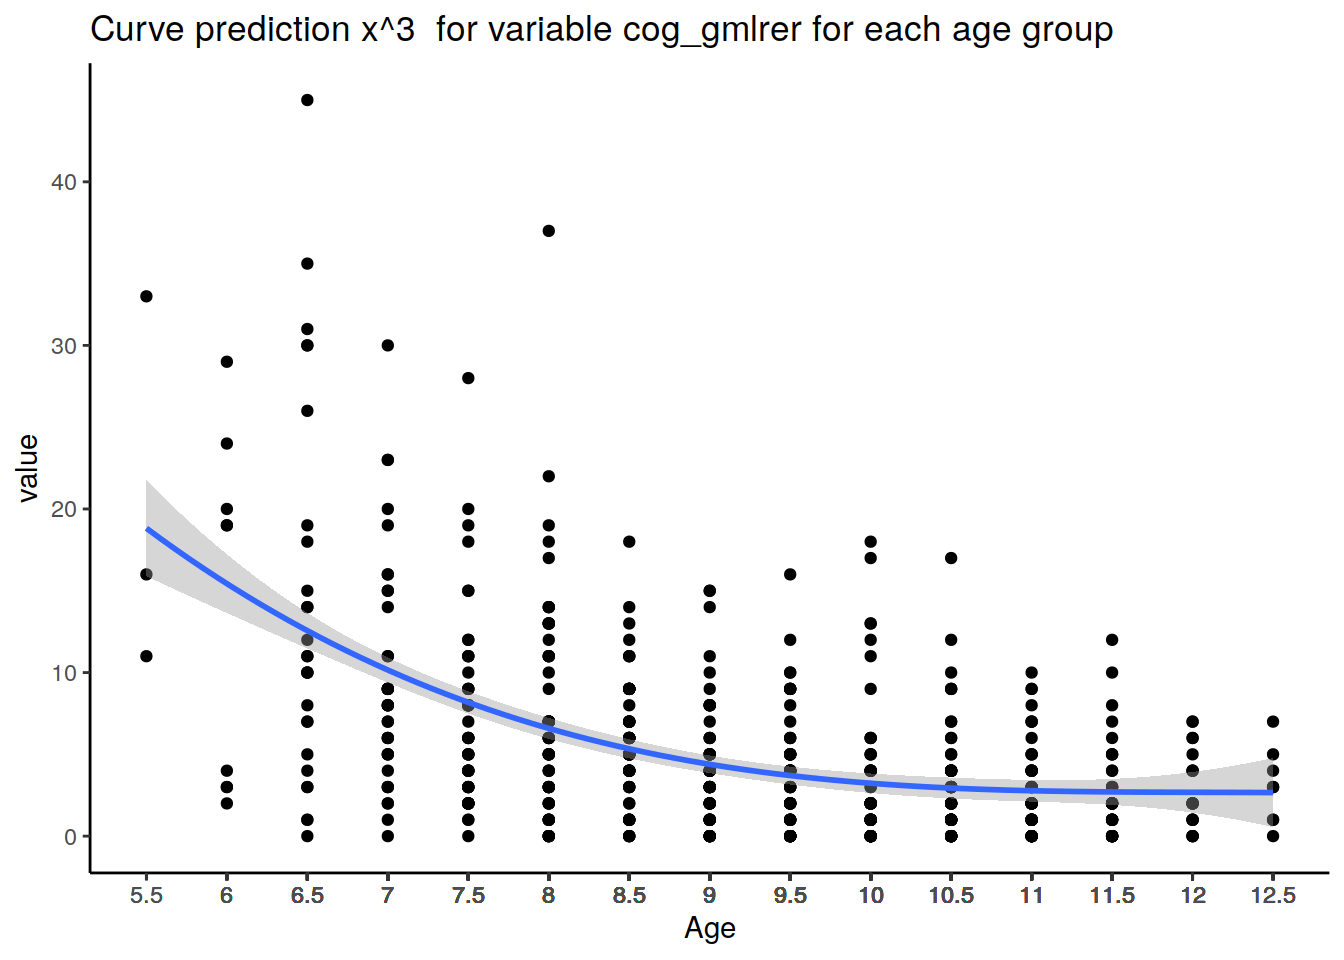 Curve prediction x^3  for variable cog_gmlrer for each age group
value
40
30
20
10
0
5.5 6 6.5 7 7.5 8 8.5 9 9.5 10 10.5 11 11.5 12 12.5
Age